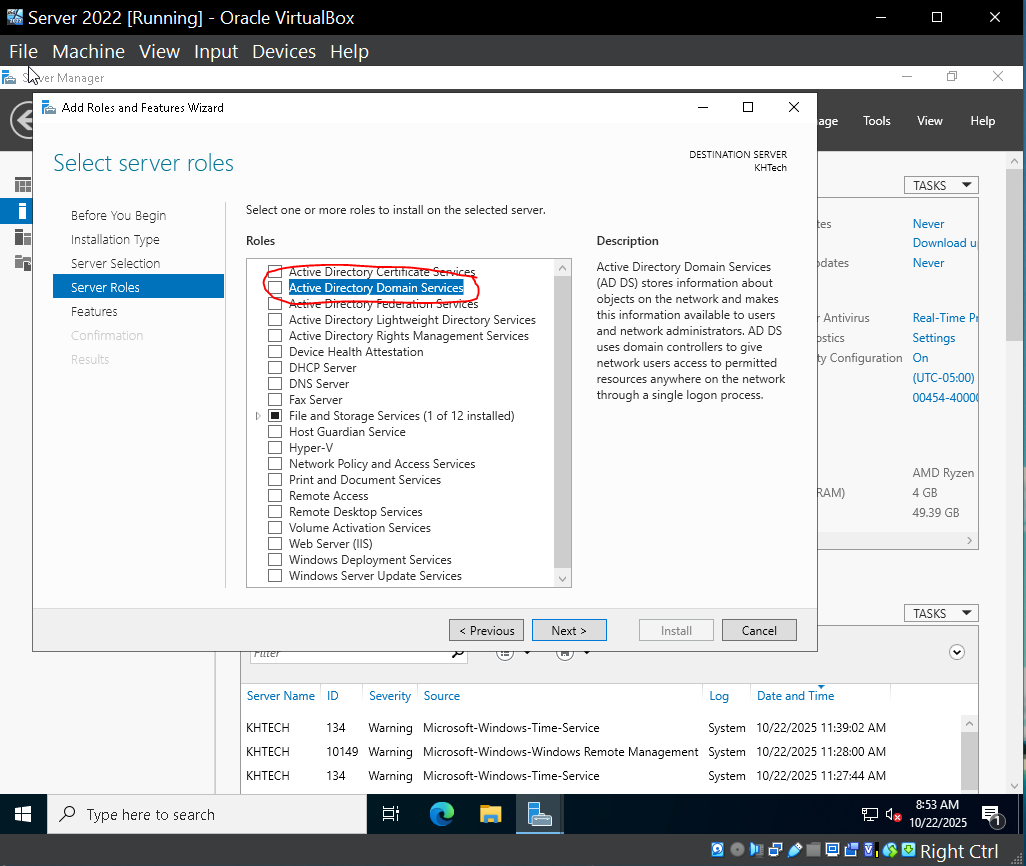 Server 2022 [Running] - Oracle VirtualBox
File Machine View Input Devices Help
Server Manager
Add Roles and Features Wizard
age Tools View Help
Select server roles
DESTINATION SERVER
KHTech
TASKS
Before You Begin
Installation Type
Server Selection
Server Roles
Features
Confirmation
Results
Select one or more roles to install on the selected server.
Roles
Active Directory Certificate Services
Active Directory Domain Services
Active Directory Federation Services
Active Directory Lightweight Directory Services
Active Directory Rights Management Services
Device Health Attestation
DHCP Server
DNS Server
Fax Server
File and Storage Services (1 of 12 installed)
Host Guardian Service
Hyper-V
Network Policy and Access Services
Print and Document Services
Remote Access
Remote Desktop Services
Volume Activation Services
Web Server (IIS)
Windows Deployment Services
Windows Server Update Services
Description
Active Directory Domain Services
(AD DS) stores information about
objects on the network and makes
this information available to users
and network administrators. AD DS
uses domain controllers to give
network users access to permitted
resources anywhere on the network
through a single logon process.
tes Never
Download u
pdates Never
r Antivirus Real-Time Pr
ostics Settings
ty Configuration On
(UTC-05:00)
00454-40000
AMD Ryzen
RAM) 4 GB
49.39 GB
< Previous Next > Install Cancel
TASKS
Filter
Server Name ID Severity Source Log Date and Time
KHTECH 134 Warning Microsoft-Windows-Time-Service System 10/22/2025 11:39:02 AM
KHTECH 10149 Warning Microsoft-Windows-Windows Remote Management System 10/22/2025 11:28:00 AM
KHTECH 134 Warning Microsoft-Windows-Time-Service System 10/22/2025 11:27:44 AM
Type here to search
8:53 AM
10/22/2025
1
Right Ctrl